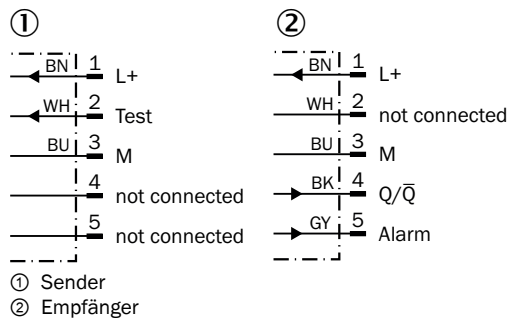 ①
BN 1 L+
WH 2 Test
BU 3 M
4 not connected
5 not connected
②
BN 1 L+
WH 2 not connected
BU 3 M
BK 4 Q/Q̅
GY 5 Alarm
① Sender
② Empfänger